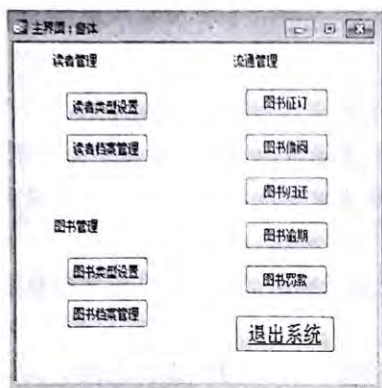 主界面：窗体
读者管理
读者类型设置
读者档案管理
图书管理
图书类型设置
图书档案管理
流通管理
图书征订
图书借阅
图书归还
图书逾期
图书罚款
退出系统